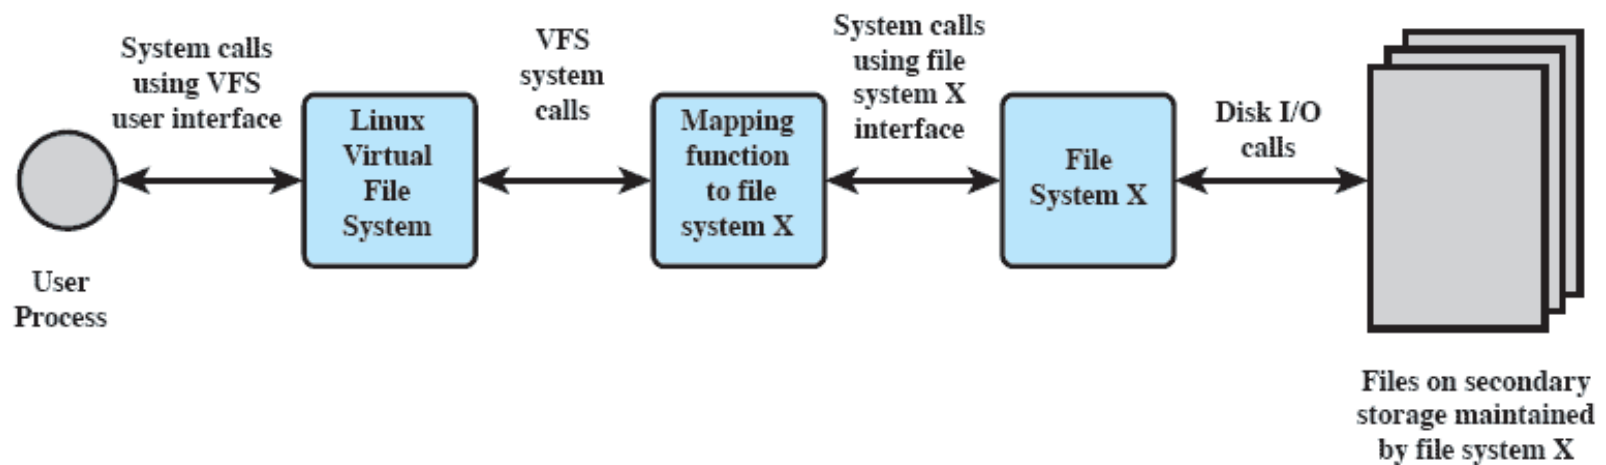 System calls
using VFS
user interface
VFS
system
calls
System calls
using file
system X
interface
Disk I/O
calls
Linux
Virtual
File
System
Mapping
function
to file
system X
File
System X
User
Process
Files on secondary
storage maintained
by file system X